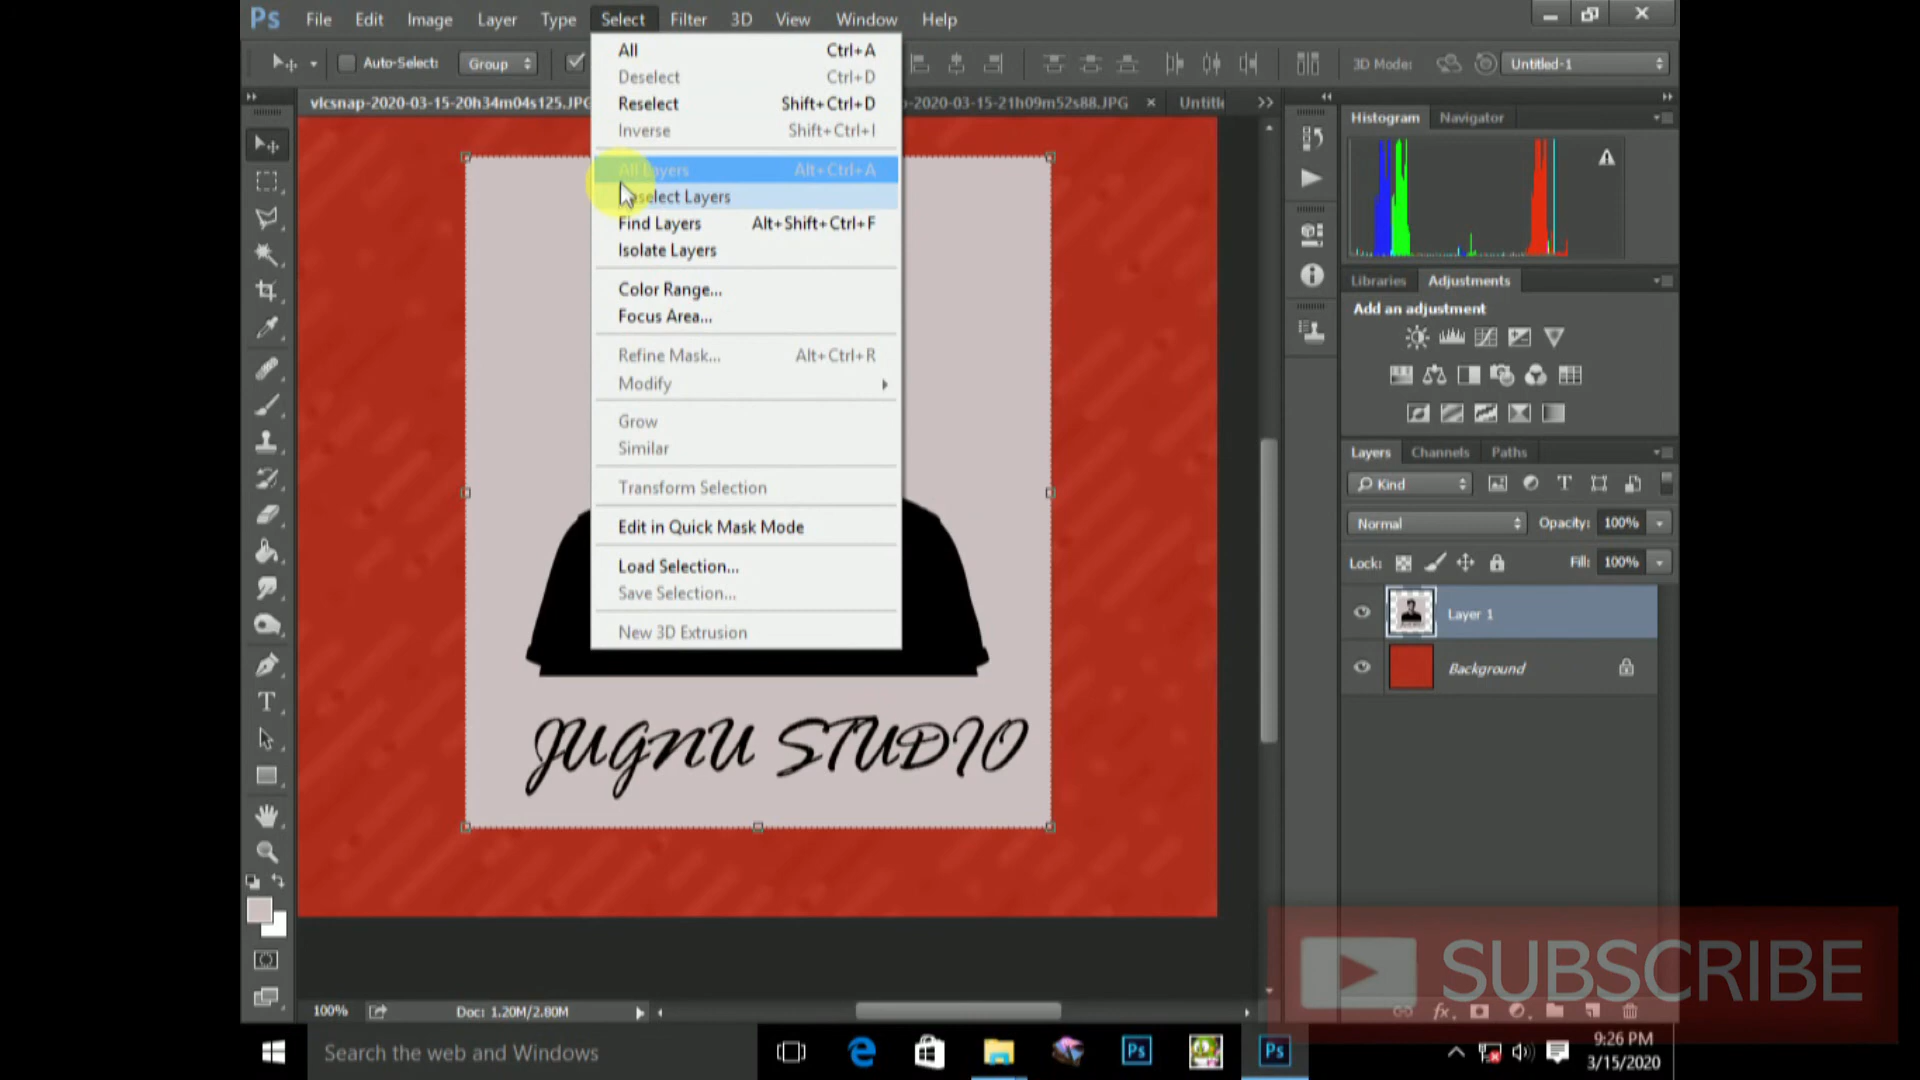 Ps File Edit Image Layer Type Select Filter 3D View Window Help
Auto-Select: Group 3D Mode: Untitled-1
vlcsnap-2020-03-15-20h34m04s125.JPG -2020-03-15-21h09m52s88.JPG × Untitle
All Ctrl+A
Deselect Ctrl+D
Reselect Shift+Ctrl+D
Inverse Shift+Ctrl+I
All Layers Alt+Ctrl+A
select Layers
Find Layers Alt+Shift+Ctrl+F
Isolate Layers
Color Range...
Focus Area...
Refine Mask... Alt+Ctrl+R
Modify
Grow
Similar
Transform Selection
Edit in Quick Mask Mode
Load Selection...
Save Selection...
New 3D Extrusion
JUGNU STUDIO
Histogram Navigator
Libraries Adjustments
Add an adjustment
Layers Channels Paths
Kind
Normal Opacity: 100%
Lock: Fill: 100%
Layer 1
Background
100% Doc: 1.20M/2.80M
SUBSCRIBE
Search the web and Windows
Ps
Ps
9:26 PM
3/15/2020